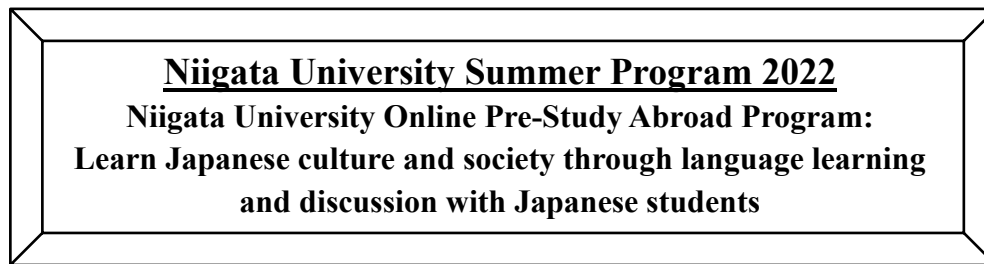 Niigata University Summer Program 2022
Niigata University Online Pre-Study Abroad Program:
Learn Japanese culture and society through language learning
and discussion with Japanese students